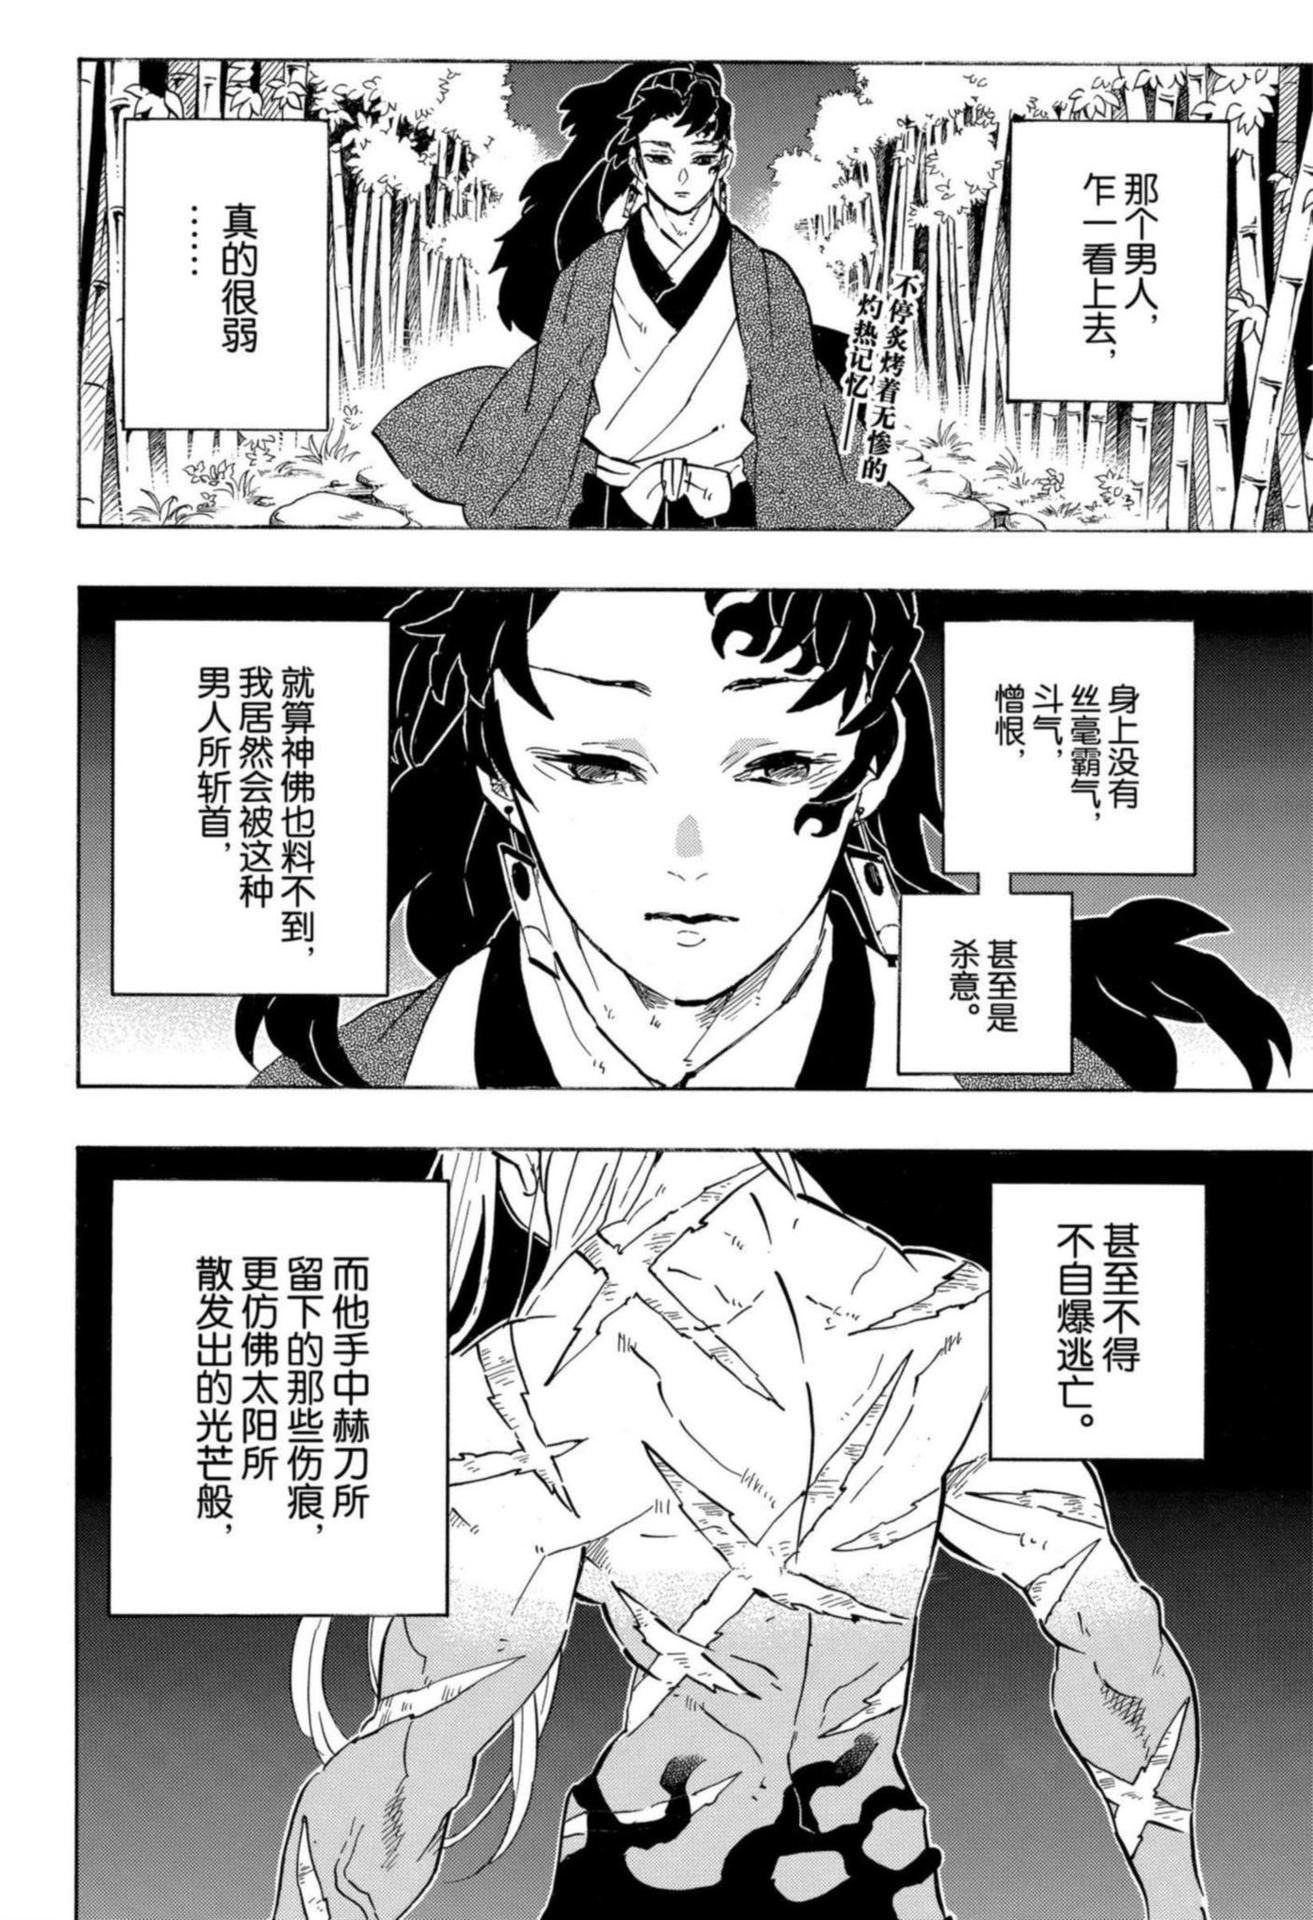 那个男人，
乍一看上去，
不停炙烤着无惨的
灼热记忆——
真的很弱
……
身上没有
丝毫霸气，
斗气，
憎恨，
甚至是
杀意。
就算神佛也料不到，
我居然会被这种
男人所斩首，
甚至不得
不自爆逃亡。
而他手中赫刀所
留下的那些伤痕，
更仿佛太阳所
散发出的光芒般，